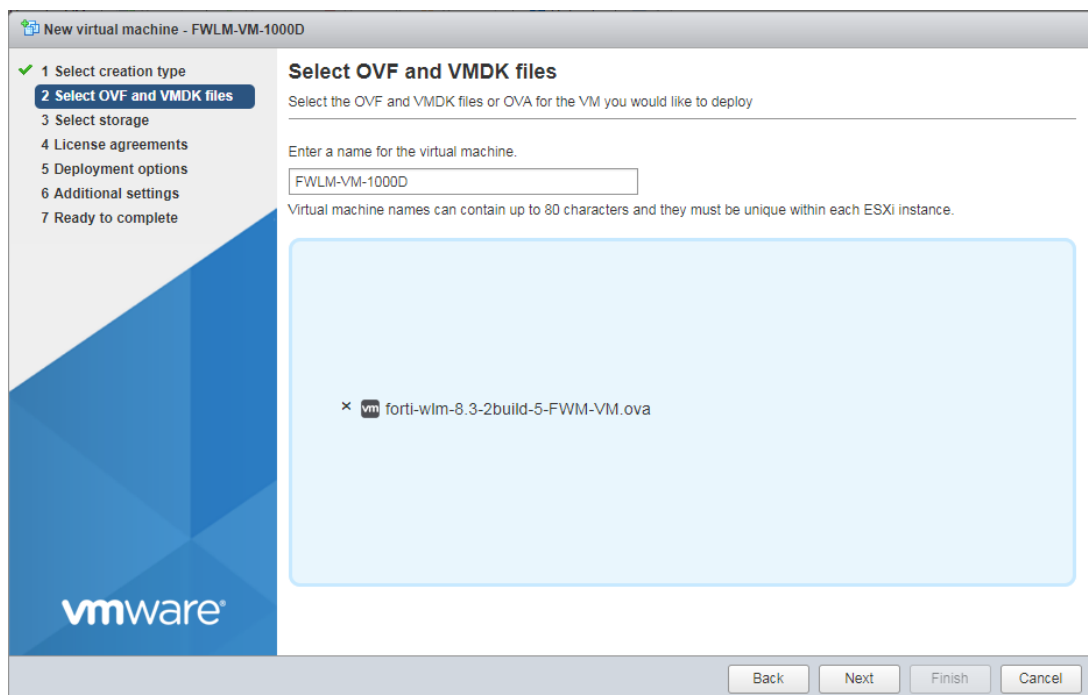 New virtual machine - FWLM-VM-1000D
1 Select creation type
2 Select OVF and VMDK files
3 Select storage
4 License agreements
5 Deployment options
6 Additional settings
7 Ready to complete
vmware®
Select OVF and VMDK files
Select the OVF and VMDK files or OVA for the VM you would like to deploy
Enter a name for the virtual machine.
FWLM-VM-1000D
Virtual machine names can contain up to 80 characters and they must be unique within each ESXi instance.
× vm forti-wlm-8.3-2build-5-FWM-VM.ova
Back Next Finish Cancel